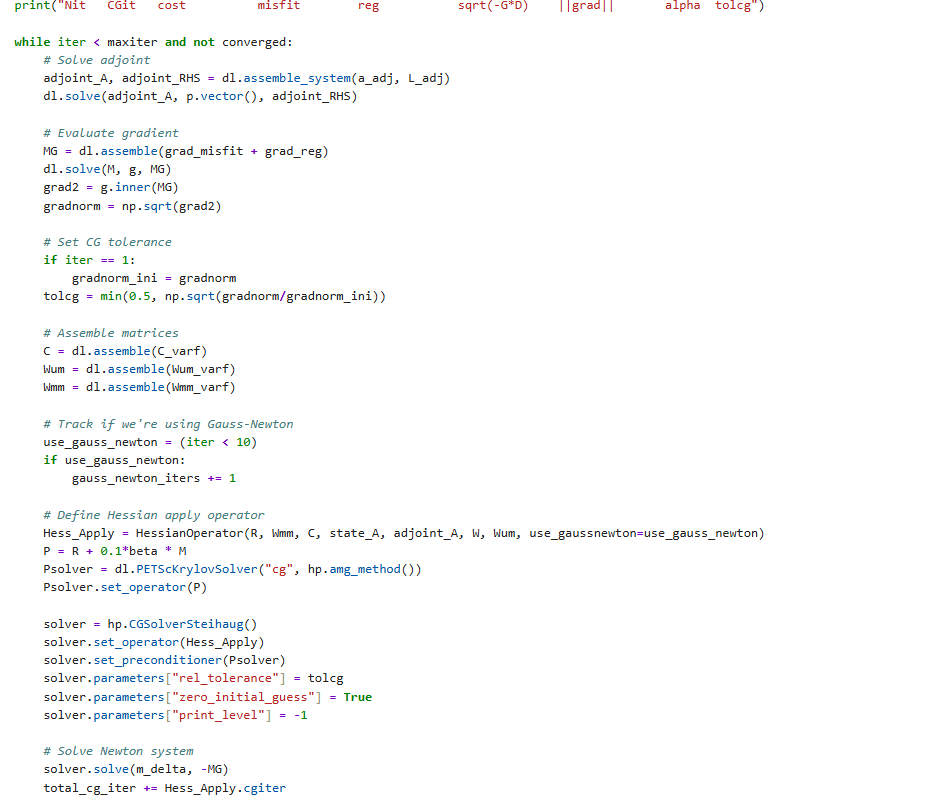 print("Nit   CGit   cost          misfit        reg           sqrt(-G*D)    ||grad||       alpha  tolcg")

while iter < maxiter and not converged:
    # Solve adjoint
    adjoint_A, adjoint_RHS = dl.assemble_system(a_adj, L_adj)
    dl.solve(adjoint_A, p.vector(), adjoint_RHS)

    # Evaluate gradient
    MG = dl.assemble(grad_misfit + grad_reg)
    dl.solve(M, g, MG)
    grad2 = g.inner(MG)
    gradnorm = np.sqrt(grad2)

    # Set CG tolerance
    if iter == 1:
        gradnorm_ini = gradnorm
    tolcg = min(0.5, np.sqrt(gradnorm/gradnorm_ini))

    # Assemble matrices
    C = dl.assemble(C_varf)
    Wum = dl.assemble(Wum_varf)
    Wmm = dl.assemble(Wmm_varf)

    # Track if we're using Gauss-Newton
    use_gauss_newton = (iter < 10)
    if use_gauss_newton:
        gauss_newton_iters += 1

    # Define Hessian apply operator
    Hess_Apply = HessianOperator(R, Wmm, C, state_A, adjoint_A, W, Wum, use_gaussnewton=use_gauss_newton)
    P = R + 0.1*beta * M
    Psolver = dl.PETScKrylovSolver("cg", hp.amg_method())
    Psolver.set_operator(P)

    solver = hp.CGSolverSteihaug()
    solver.set_operator(Hess_Apply)
    solver.set_preconditioner(Psolver)
    solver.parameters["rel_tolerance"] = tolcg
    solver.parameters["zero_initial_guess"] = True
    solver.parameters["print_level"] = -1

    # Solve Newton system
    solver.solve(m_delta, -MG)
    total_cg_iter += Hess_Apply.cgiter